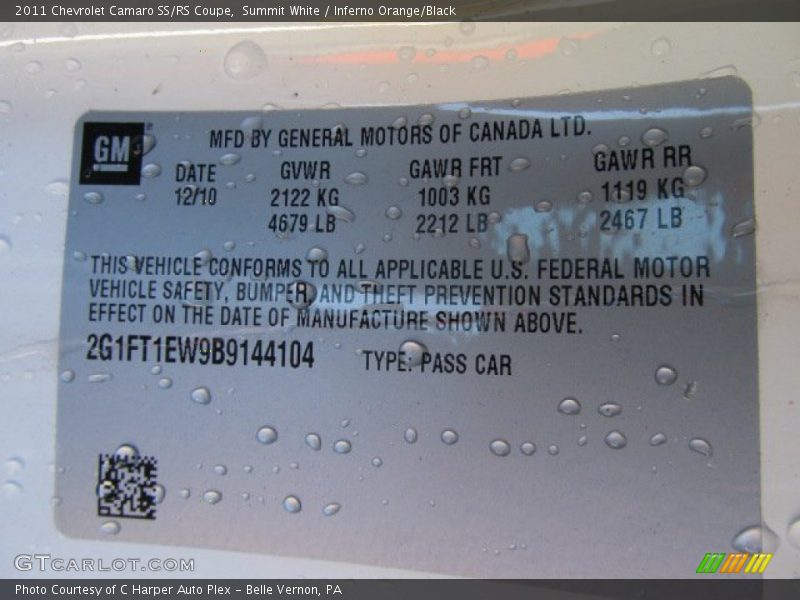 2011 Chevrolet Camaro SS/RS Coupe,  Summit White / Inferno Orange/Black
GM
MFD BY GENERAL MOTORS OF CANADA LTD.
DATE GVWR GAWR FRT GAWR RR
12/10 2122 KG 1003 KG 1119 KG
4679 LB 2212 LB 2467 LB
THIS VEHICLE CONFORMS TO ALL APPLICABLE U.S. FEDERAL MOTOR
VEHICLE SAFETY, BUMPER, AND THEFT PREVENTION STANDARDS IN
EFFECT ON THE DATE OF MANUFACTURE SHOWN ABOVE.
2G1FT1EW9B9144104 TYPE: PASS CAR
GTCARLOT.COM
Photo Courtesy of C Harper Auto Plex – Belle Vernon, PA